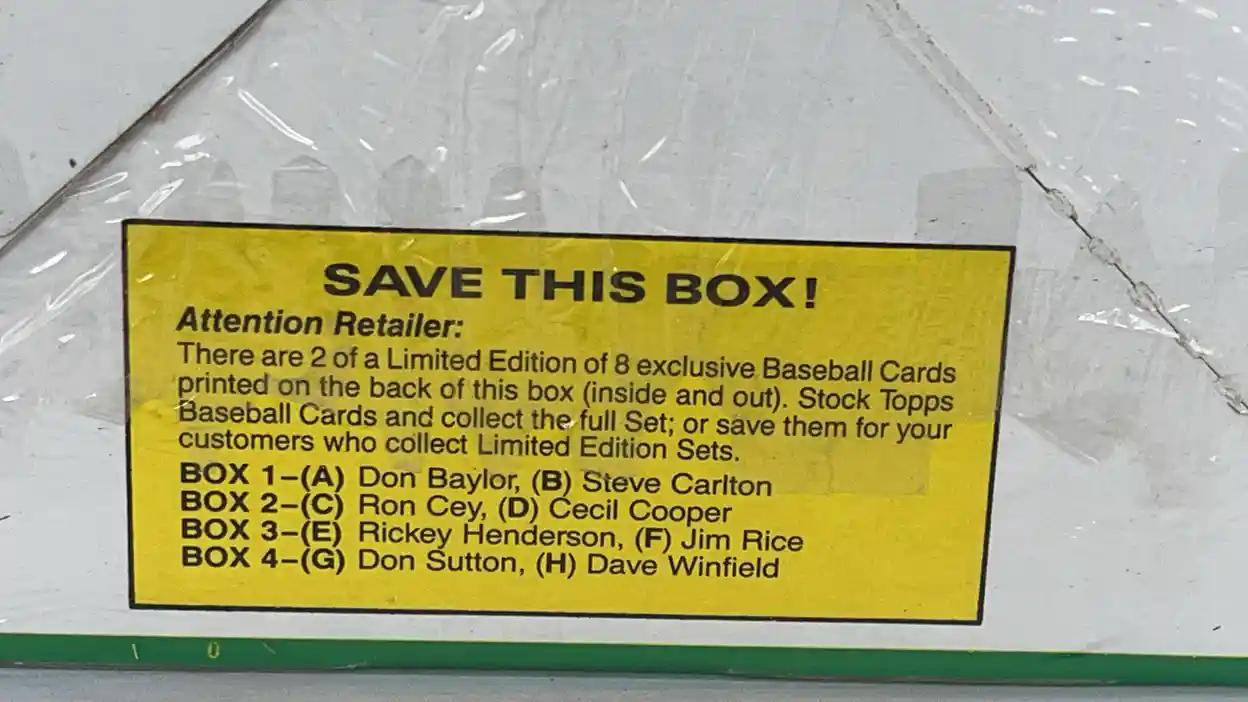 SAVE THIS BOX!
Attention Retailer:
There are 2 of a Limited Edition of 8 exclusive Baseball Cards
printed on the back of this box (inside and out). Stock Topps
Baseball Cards and collect the full Set; or save them for your
customers who collect Limited Edition Sets.
BOX 1–(A) Don Baylor, (B) Steve Carlton
BOX 2–(C) Ron Cey, (D) Cecil Cooper
BOX 3–(E) Rickey Henderson, (F) Jim Rice
BOX 4–(G) Don Sutton, (H) Dave Winfield